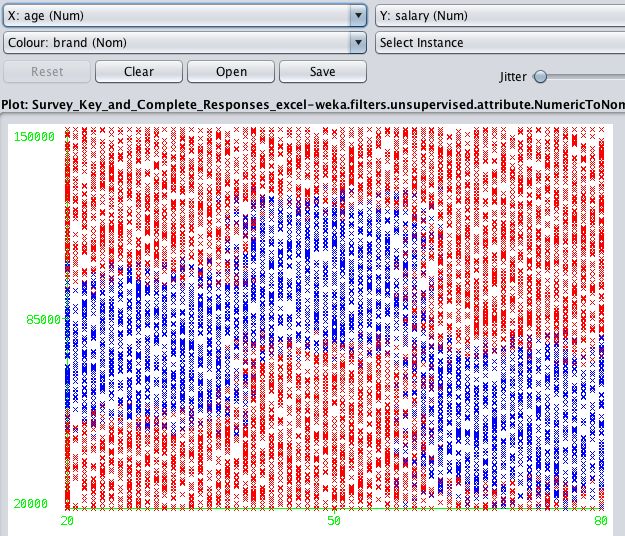 X: age (Num) Y: salary (Num)
Colour: brand (Nom) Select Instance
Reset Clear Open Save Jitter
Plot: Survey_Key_and_Complete_Responses_excel-weka.filters.unsupervised.attribute.NumericToNom
150000
85000
20000
20 50 80